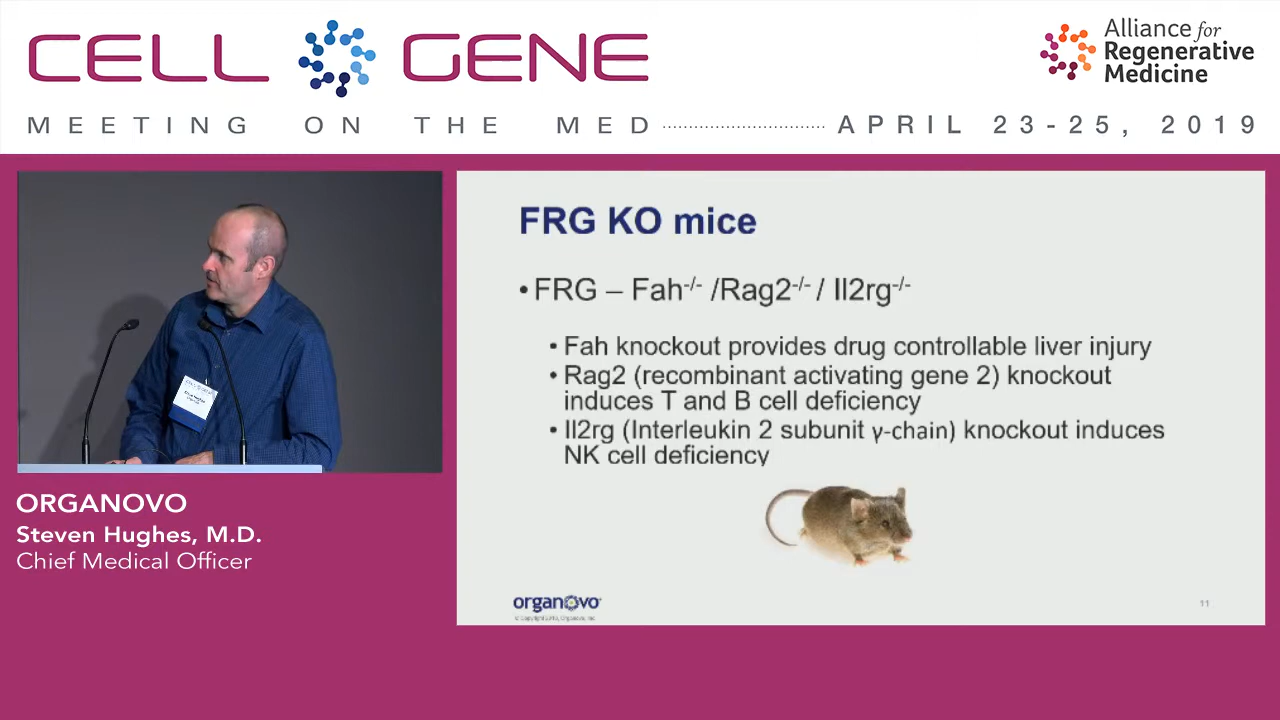 CELL GENE
MEETING ON THE MED
APRIL 23-25, 2019
Alliance for
Regenerative
Medicine
FRG KO mice
• FRG – Fah-/- /Rag2-/- / Il2rg-/-
• Fah knockout provides drug controllable liver injury
• Rag2 (recombinant activating gene 2) knockout
induces T and B cell deficiency
• Il2rg (Interleukin 2 subunit γ-chain) knockout induces
NK cell deficiency
organovo
11
ORGANOVO
Steven Hughes, M.D.
Chief Medical Officer